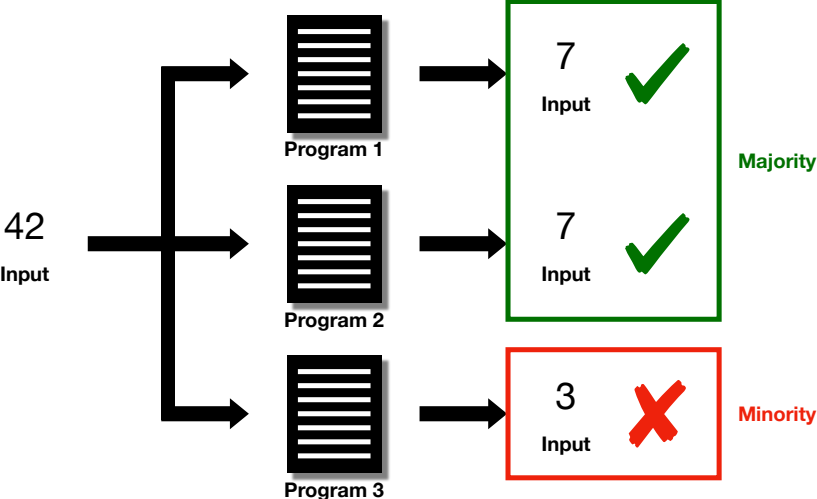 7
Input
Program 1
Majority
42
Input
7
Input
Program 2
3
Input
Minority
Program 3